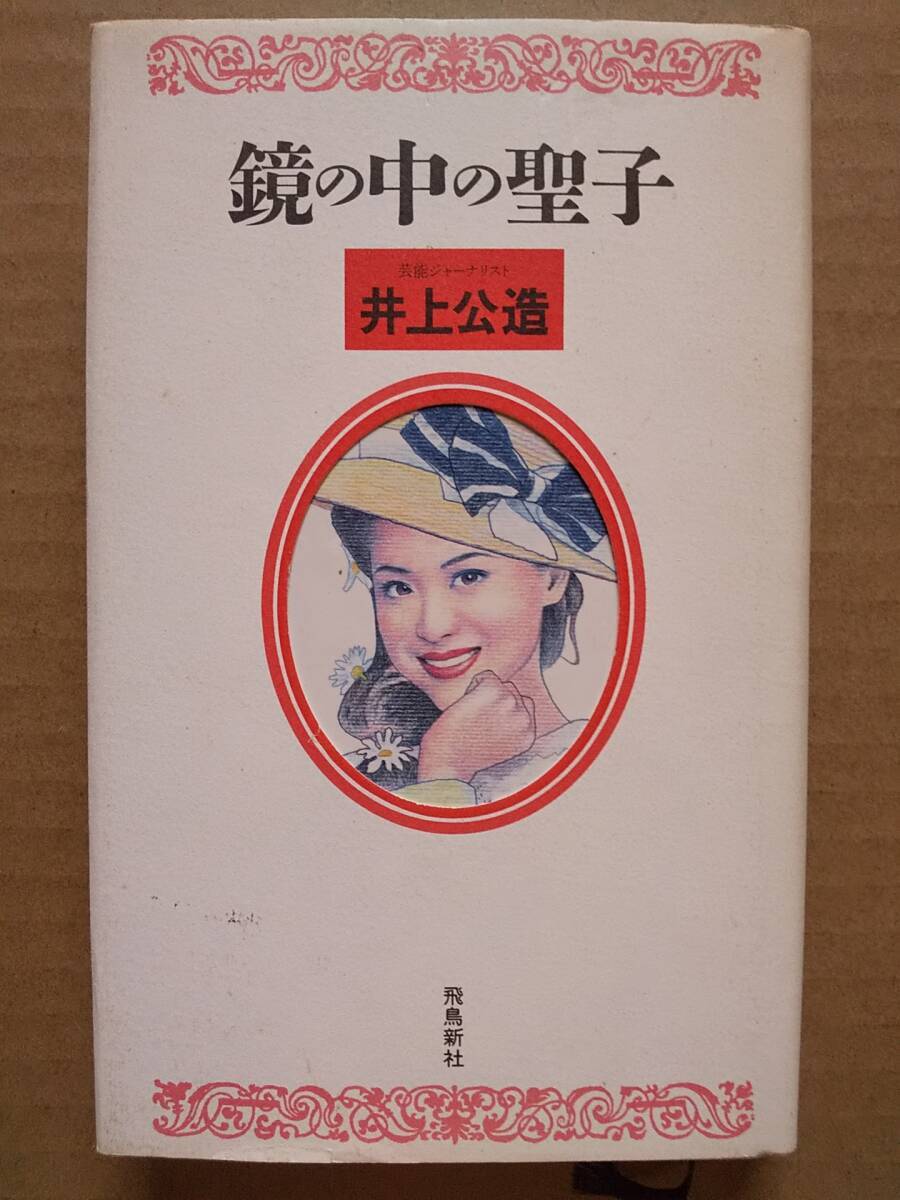 鏡の中の聖子
芸能ジャーナリスト
井上公造
飛鳥新社